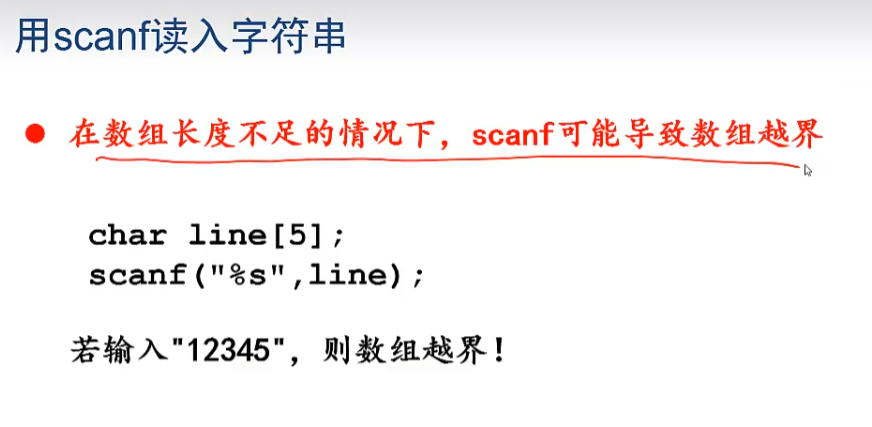 用scanf读入字符串
在数组长度不足的情况下，scanf可能导致数组越界
char line[5];
scanf("%s",line);
若输入"12345"，则数组越界！